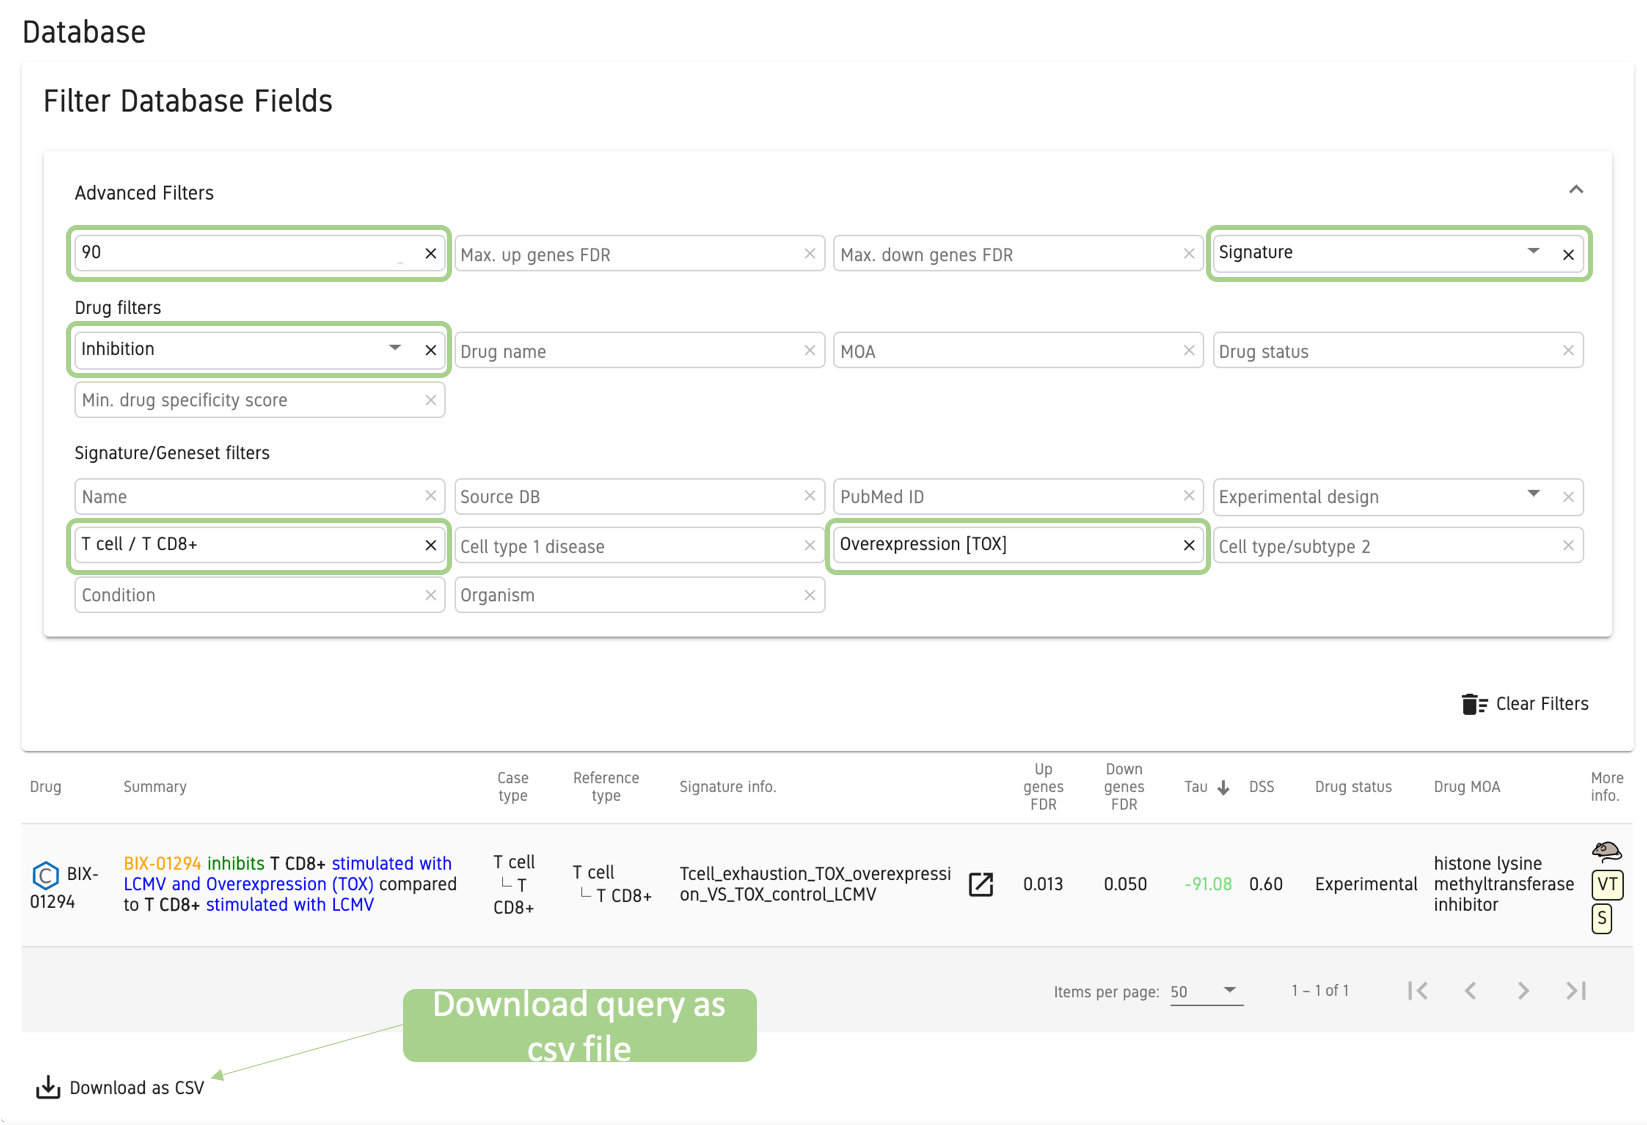 Database
Filter Database Fields
Advanced Filters
90
Max. up genes FDR
Max. down genes FDR
Signature
Drug filters
Inhibition
Drug name
MOA
Drug status
Min. drug specificity score
Signature/Geneset filters
Name
Source DB
PubMed ID
Experimental design
T cell / T CD8+
Cell type 1 disease
Overexpression [TOX]
Cell type/subtype 2
Condition
Organism
Clear Filters
Drug
Summary
Case
type
Reference
type
Signature info.
Up
genes
FDR
Down
genes
FDR
Tau
DSS
Drug status
Drug MOA
More
info.
C BIX-
01294
BIX-01294 inhibits T CD8+ stimulated with
LCMV and Overexpression (TOX) compared
to T CD8+ stimulated with LCMV
T cell
T
CD8+
T cell
T CD8+
Tcell_exhaustion_TOX_overexpressi
on_VS_TOX_control_LCMV
0.013
0.050
-91.08
0.60
Experimental
histone lysine
methyltransferase
inhibitor
VT
S
Items per page:
50
1 – 1 of 1
Download query as
csv file
Download as CSV